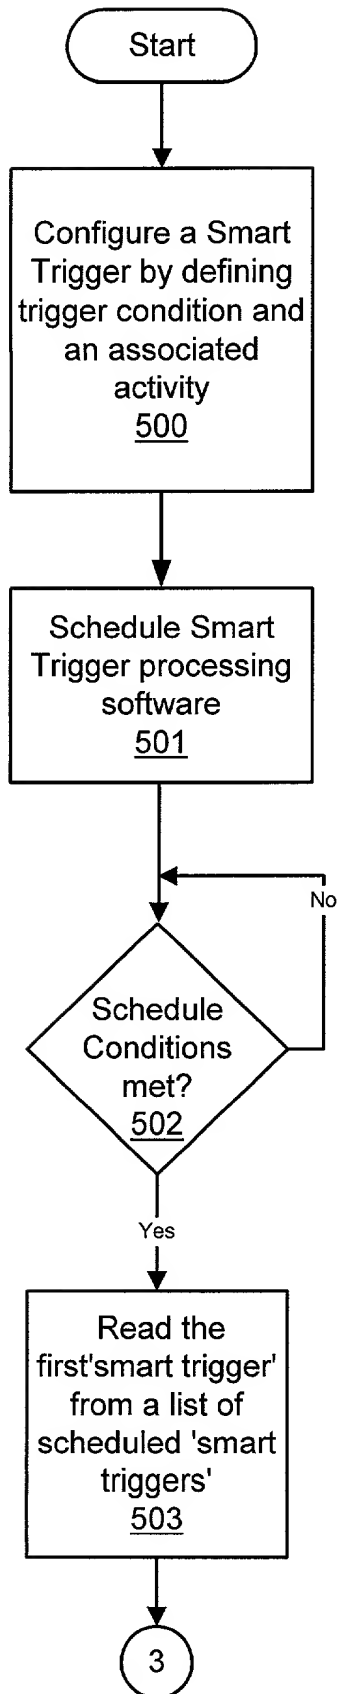 Start
Configure a Smart
Trigger by defining
trigger condition and
an associated
activity
500
Schedule Smart
Trigger processing
software
501
No
Schedule
Conditions
met?
502
Yes
Read the
first'smart trigger'
from a list of
scheduled 'smart
triggers'
503
3